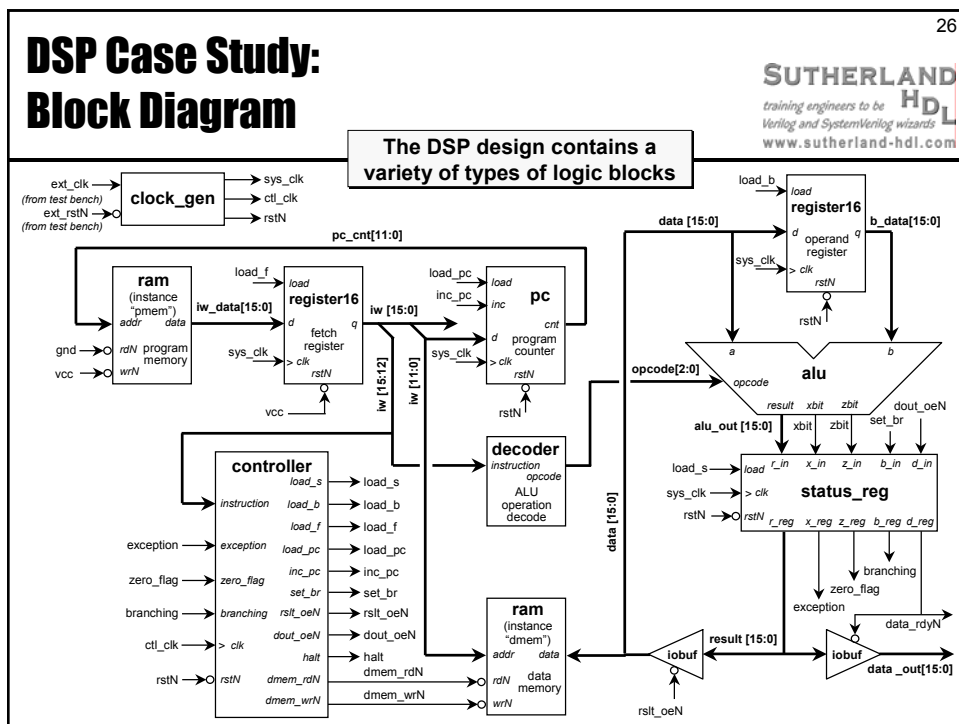 26
DSP Case Study:
Block Diagram
SUTHERLAND
HDL
training engineers to be
Verilog and SystemVerilog wizards
www.sutherland-hdl.com
The DSP design contains a
variety of types of logic blocks
ext_clk
(from test bench)
ext_rstN
(from test bench)
clock_gen
sys_clk
ctl_clk
rstN
pc_cnt[11:0]
ram
(instance
"pmem")
addr data
rdN program
memory
wrN
gnd
vcc
iw_data[15:0]
load_f
load
register16
d q
fetch
register
sys_clk
> clk
rstN
vcc
iw [15:0]
iw [15:12]
iw [11:0]
load_pc
load
inc_pc
inc
pc
cnt
d program
counter
sys_clk
> clk
rstN
rstN
data [15:0]
load_b
load
register16
d q
operand
register
sys_clk
> clk
rstN
rstN
b_data[15:0]
a b
alu
opcode[2:0]
opcode
result xbit zbit
alu_out [15:0]
xbit
zbit
set_br
dout_oeN
decoder
instruction
opcode
ALU
operation
decode
load_s
load
r_in x_in z_in b_in d_in
sys_clk
> clk
status_reg
rstN
rstN
r_reg x_reg z_reg b_reg d_reg
branching
zero_flag
exception
data_rdyN
controller
instruction
exception
exception
zero_flag
zero_flag
branching
branching
ctl_clk
> clk
rstN
rstN
load_s load_s
load_b load_b
load_f load_f
load_pc load_pc
inc_pc inc_pc
set_br set_br
rslt_oeN rslt_oeN
dout_oeN dout_oeN
halt halt
dmem_rdN dmem_rdN
dmem_wrN dmem_wrN
ram
(instance
"dmem")
addr data
rdN data
memory
wrN
data [15:0]
iobuf
rslt_oeN
result [15:0]
iobuf
data _out[15:0]